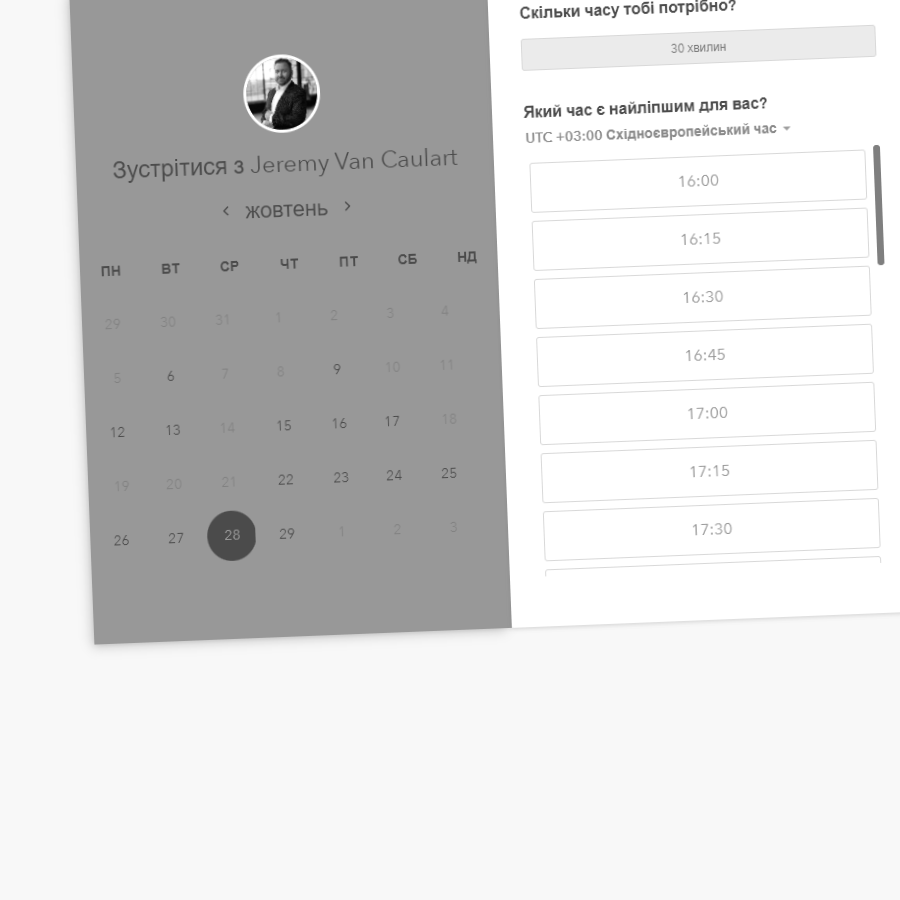 Зустрітися з Jeremy Van Caulart
жовтень
ПН ВТ СР ЧТ ПТ СБ НД
29 30 31 1 2 3 4
5 6 7 8 9 10 11
12 13 14 15 16 17 18
19 20 21 22 23 24 25
26 27 28 29 1 2 3
Скільки часу тобі потрібно?
30 хвилин
Який час є найліпшим для вас?
UTC +03:00 Східноєвропейський час
16:00
16:15
16:30
16:45
17:00
17:15
17:30